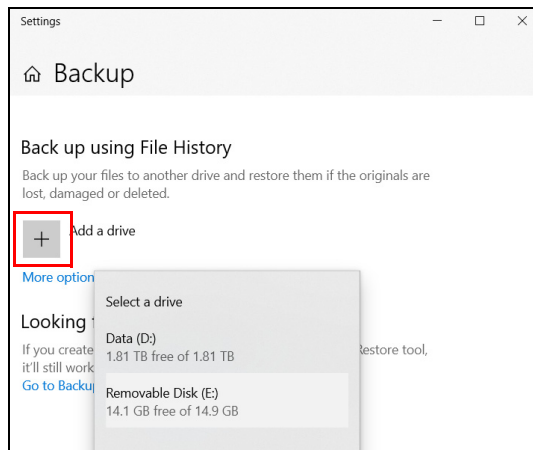 Settings
Backup
Back up using File History
Back up your files to another drive and restore them if the originals are
lost, damaged or deleted.
Add a drive
More option
Select a drive
Looking
Data (D:)
If you create
Restore tool,
1.81 TB free of 1.81 TB
it'll still work
Go to Backu
Removable Disk (E:)
14.1 GB free of 14.9 GB